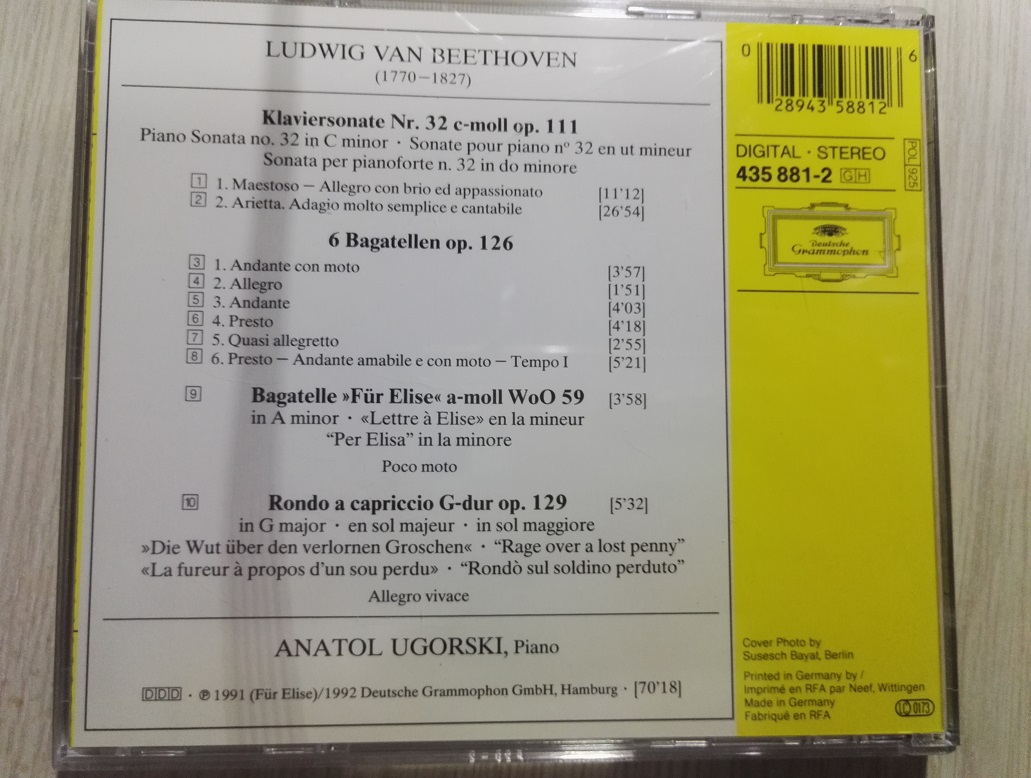 LUDWIG VAN BEETHOVEN
(1770–1827)
Klaviersonate Nr. 32 c-moll op. 111
Piano Sonata no. 32 in C minor · Sonate pour piano nº 32 en ut mineur
Sonata per pianoforte n. 32 in do minore
1 1. Maestoso – Allegro con brio ed appassionato [11'12]
2 2. Arietta. Adagio molto semplice e cantabile [26'54]
6 Bagatellen op. 126
3 1. Andante con moto [3'57]
4 2. Allegro [1'51]
5 3. Andante [4'03]
6 4. Presto [4'18]
7 5. Quasi allegretto [2'55]
8 6. Presto – Andante amabile e con moto – Tempo I [5'21]
9 Bagatelle »Für Elise« a-moll WoO 59 [3'58]
in A minor · «Lettre à Elise» en la mineur
“Per Elisa” in la minore
Poco moto
10 Rondo a capriccio G-dur op. 129 [5'32]
in G major · en sol majeur · in sol maggiore
»Die Wut über den verlornen Groschen« · “Rage over a lost penny”
«La fureur à propos d'un sou perdu» · “Rondò sul soldino perduto”
Allegro vivace
ANATOL UGORSKI, Piano
DDD · ℗ 1991 (Für Elise)/1992 Deutsche Grammophon GmbH, Hamburg · [70'18]
0 28943 58812 6
DIGITAL · STEREO
435 881-2 GH
POL 925
Deutsche
Grammophon
Cover Photo by
Susesch Bayat, Berlin
Printed in Germany by /
Imprimé en RFA par Neef, Wittingen
Made in Germany
Fabriqué en RFA
LC 0173